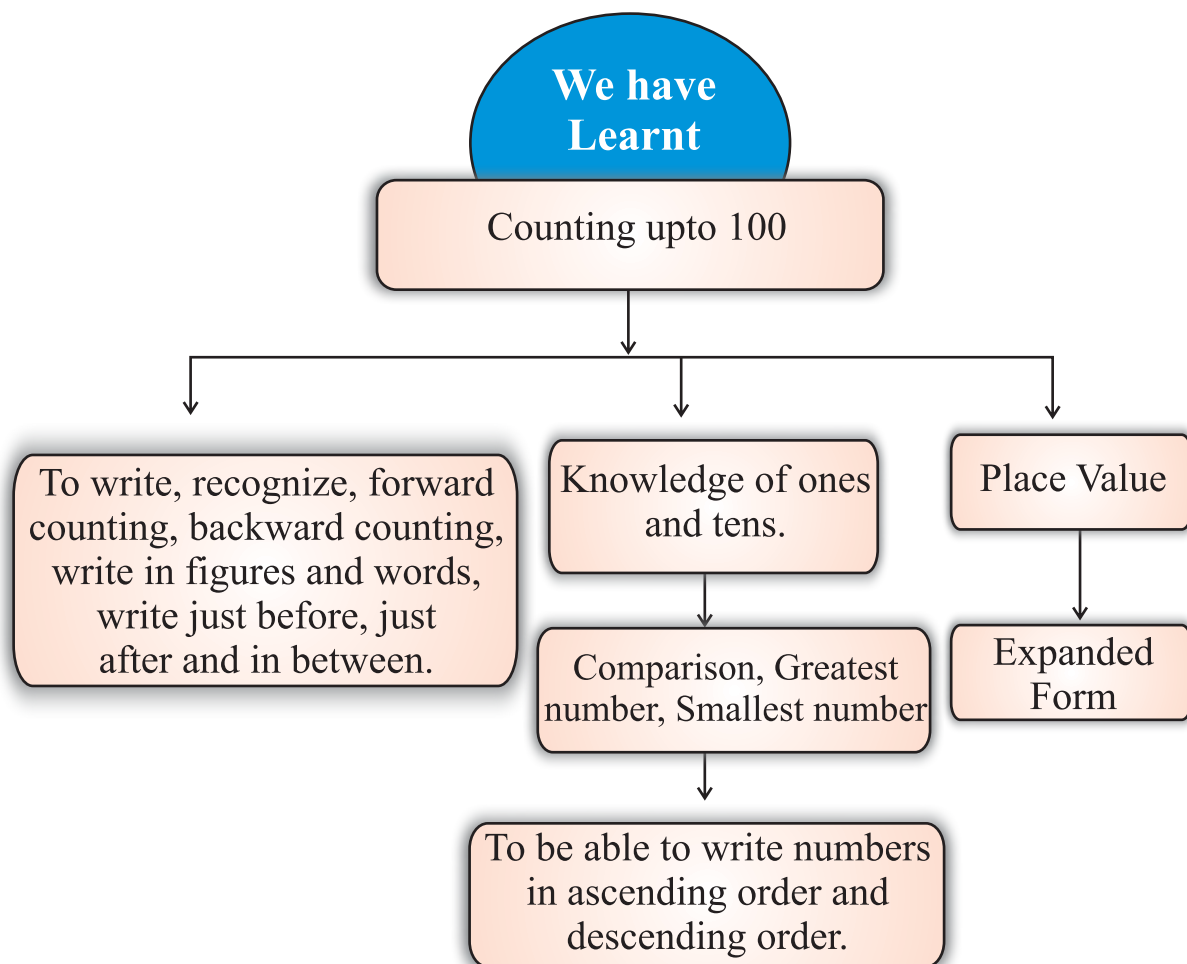 We have
Learnt
Counting upto 100
To write, recognize, forward
counting, backward counting,
write in figures and words,
write just before, just
after and in between.
Knowledge of ones
and tens.
Comparison, Greatest
number, Smallest number
To be able to write numbers
in ascending order and
descending order.
Place Value
Expanded
Form